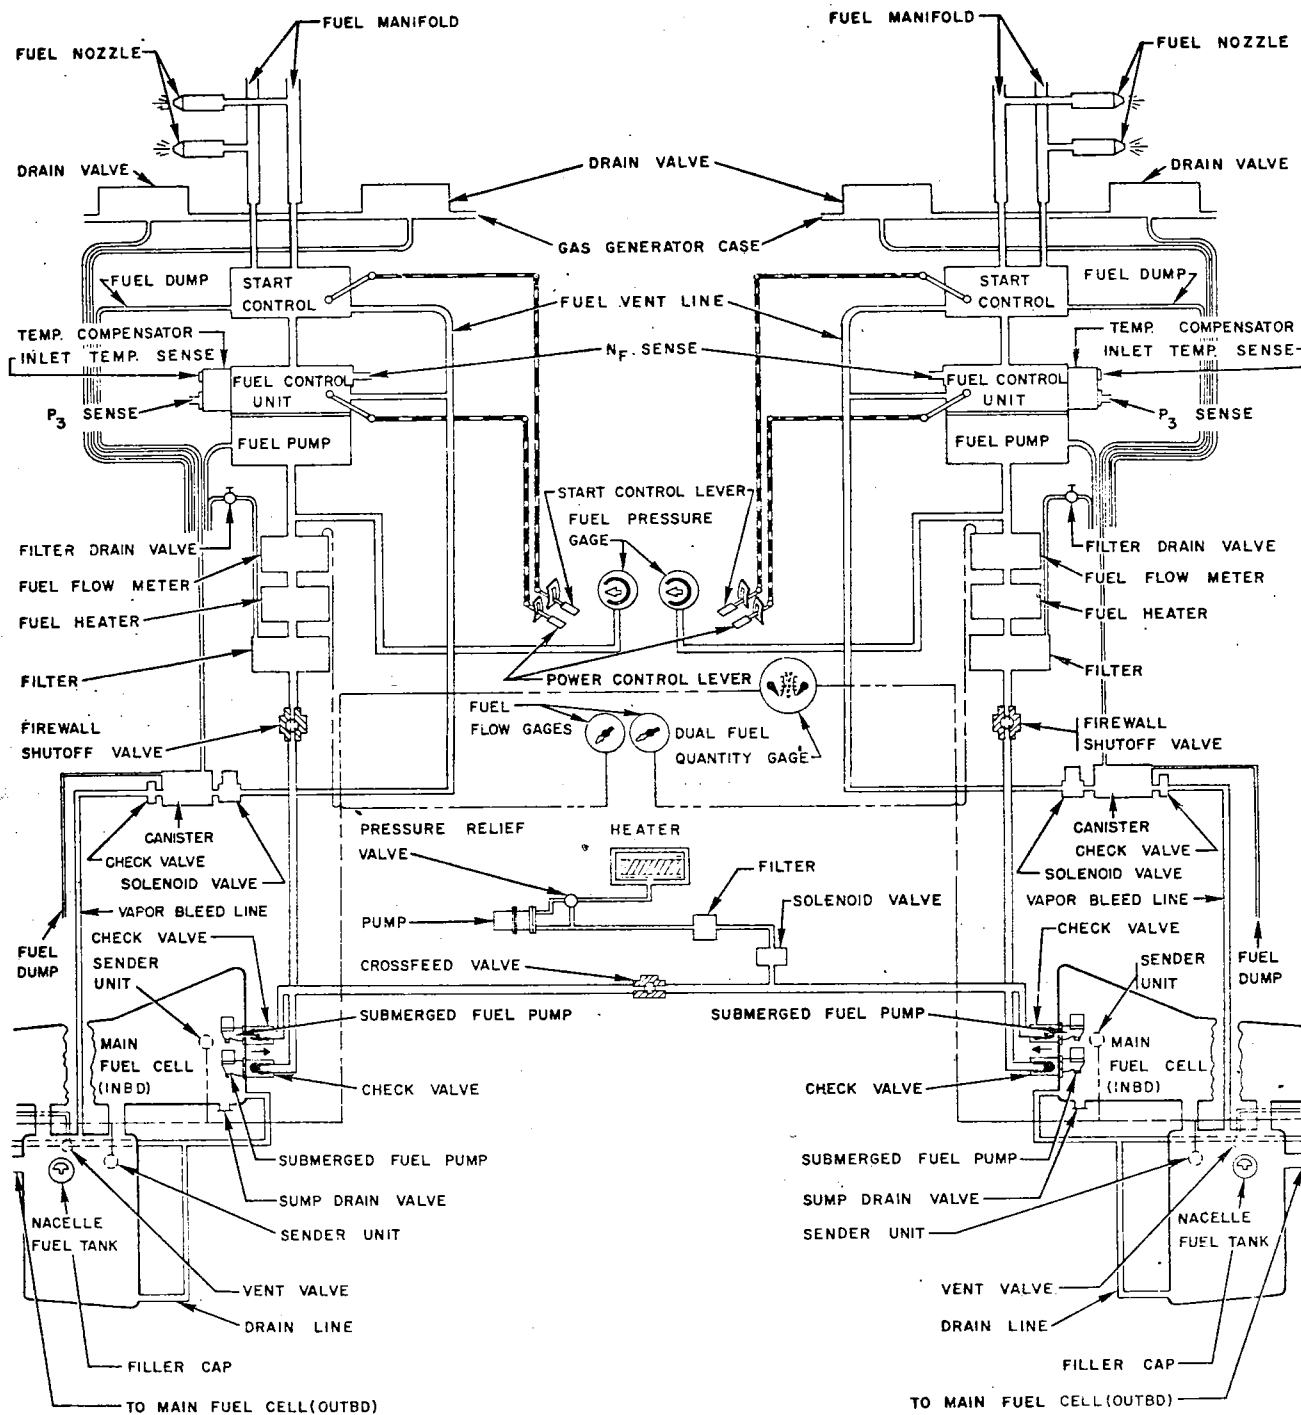 FUEL MANIFOLD
FUEL MANIFOLD
FUEL NOZZLE
FUEL NOZZLE
DRAIN VALVE
DRAIN VALVE
DRAIN VALVE
GAS GENERATOR CASE
FUEL DUMP
START
CONTROL
FUEL VENT LINE
START
CONTROL
FUEL DUMP
TEMP. COMPENSATOR
INLET TEMP. SENSE
NF. SENSE
TEMP. COMPENSATOR
INLET TEMP. SENSE
FUEL CONTROL
UNIT
FUEL CONTROL
UNIT
P3 SENSE
P3 SENSE
FUEL PUMP
FUEL PUMP
START CONTROL LEVER
FUEL PRESSURE
GAGE
FILTER DRAIN VALVE
FILTER DRAIN VALVE
FUEL FLOW METER
FUEL FLOW METER
FUEL HEATER
FUEL HEATER
FILTER
POWER CONTROL LEVER
FILTER
FIREWALL
SHUTOFF VALVE
FUEL
FLOW GAGES
DUAL FUEL
QUANTITY GAGE
FIREWALL
SHUTOFF VALVE
CANISTER
CHECK VALVE
SOLENOID VALVE
PRESSURE RELIEF
VALVE
HEATER
FILTER
CANISTER
CHECK VALVE
SOLENOID VALVE
VAPOR BLEED LINE
PUMP
SOLENOID VALVE
VAPOR BLEED LINE
CHECK VALVE
CHECK VALVE
FUEL
DUMP
SENDER
UNIT
CROSSFEED VALVE
SENDER
UNIT
FUEL
DUMP
SUBMERGED FUEL PUMP
SUBMERGED FUEL PUMP
MAIN
FUEL CELL
(INBD)
MAIN
FUEL CELL
(INBD)
CHECK VALVE
CHECK VALVE
SUBMERGED FUEL PUMP
SUBMERGED FUEL PUMP
SUMP DRAIN VALVE
SUMP DRAIN VALVE
NACELLE
FUEL TANK
SENDER UNIT
SENDER UNIT
NACELLE
FUEL TANK
VENT VALVE
VENT VALVE
DRAIN LINE
DRAIN LINE
FILLER CAP
FILLER CAP
TO MAIN FUEL CELL(OUTBD)
TO MAIN FUEL CELL(OUTBD)